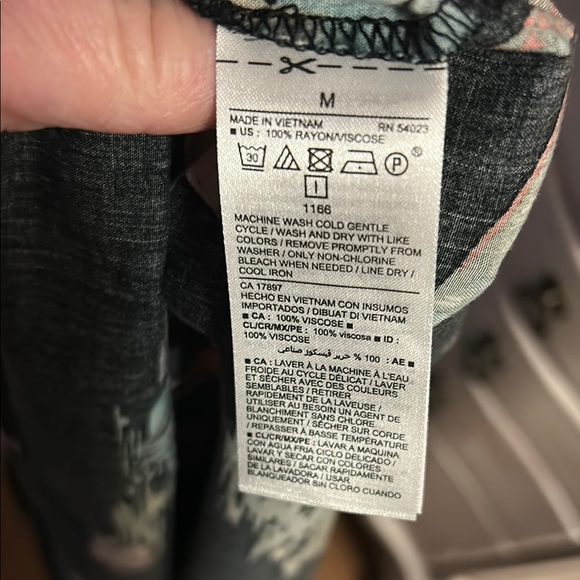 M
MADE IN VIETNAM RN 54023
■ US : 100% RAYON/VISCOSE
30 P ®
1166
MACHINE WASH COLD GENTLE
CYCLE / WASH AND DRY WITH LIKE
COLORS / REMOVE PROMPTLY FROM
WASHER / ONLY NON-CHLORINE
BLEACH WHEN NEEDED / LINE DRY /
COOL IRON
CA 17897
HECHO EN VIETNAM CON INSUMOS
IMPORTADOS / DIBUAT DI VIETNAM
■ CA : 100% VISCOSE ■
CL/CR/MX/PE : 100% viscosa ■ ID :
100% VISCOSE
■ AE : 100 % حرير فيسكوز صناعي
■ CA : LAVER À LA MACHINE À L'EAU
FROIDE AU CYCLE DÉLICAT / LAVER
ET SÉCHER AVEC DES COULEURS
SEMBLABLES / RETIRER
RAPIDEMENT DE LA LAVEUSE /
UTILISER AU BESOIN UN AGENT DE
BLANCHIMENT SANS CHLORE
UNIQUEMENT / SÉCHER SUR CORDE
/ REPASSER À BASSE TEMPÉRATURE
■ CL/CR/MX/PE : LAVAR A MAQUINA
CON AGUA FRIA CICLO DELICADO /
LAVAR Y SECAR CON COLORES
SIMILARES / SACAR RAPIDAMENTE
DE LA LAVADORA / USAR
BLANQUEADOR SIN CLORO CUANDO